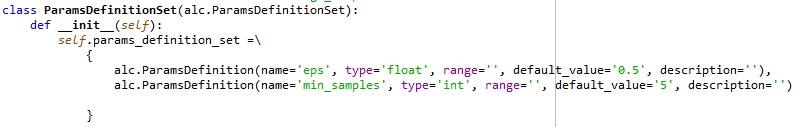 class ParamsDefinitionSet(alc.ParamsDefinitionSet):
def __init__(self):
self.params_definition_set =\
{
alc.ParamsDefinition(name='eps', type='float', range='', default_value='0.5', description=''),
alc.ParamsDefinition(name='min_samples', type='int', range='', default_value='5', description='')
}